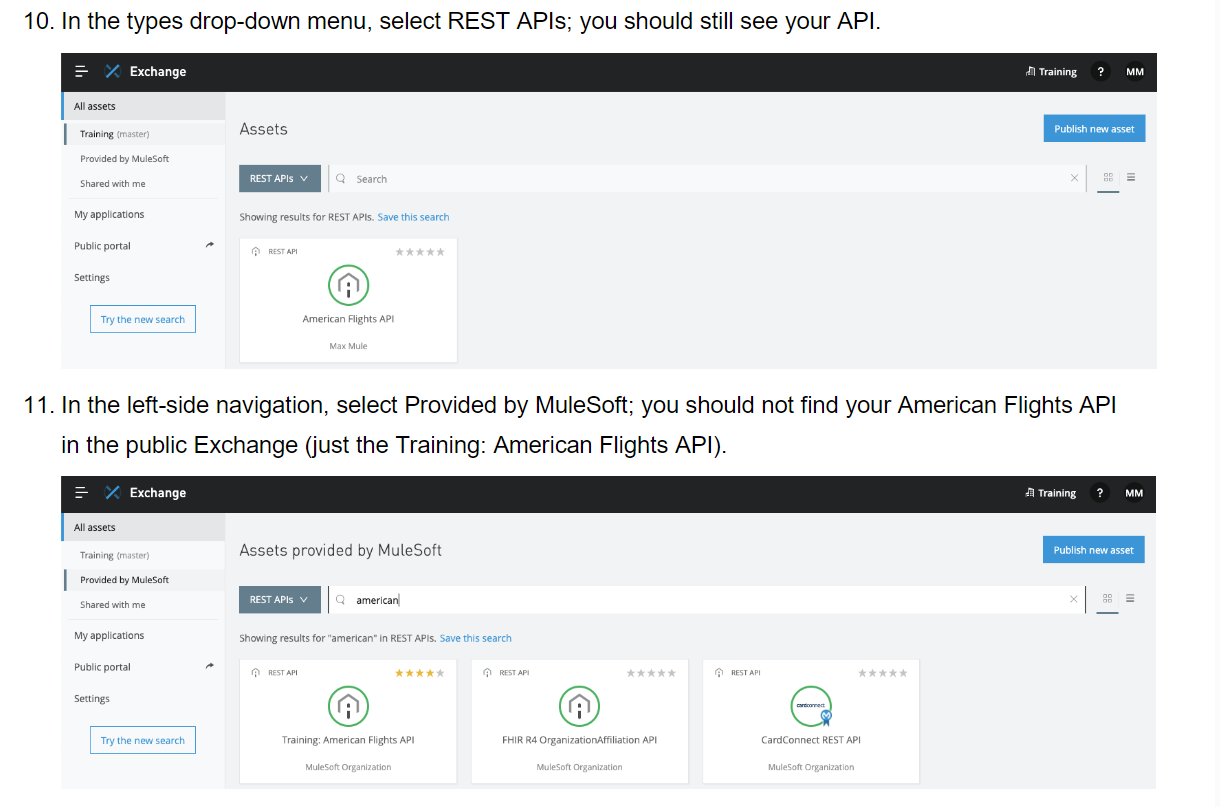 10. In the types drop-down menu, select REST APIs; you should still see your API.
Exchange
Training ? MM
All assets
Training (master)
Provided by MuleSoft
Shared with me
My applications
Public portal
Settings
Try the new search
Assets
Publish new asset
REST APIs
Search
Showing results for REST APIs. Save this search
REST API
American Flights API
Max Mule
11. In the left-side navigation, select Provided by MuleSoft; you should not find your American Flights API
in the public Exchange (just the Training: American Flights API).
Exchange
Training ? MM
All assets
Training (master)
Provided by MuleSoft
Shared with me
My applications
Public portal
Settings
Try the new search
Assets provided by MuleSoft
Publish new asset
REST APIs
american
Showing results for "american" in REST APIs. Save this search
REST API
Training: American Flights API
MuleSoft Organization
REST API
FHIR R4 OrganizationAffiliation API
MuleSoft Organization
REST API
cardconnect
CardConnect REST API
MuleSoft Organization